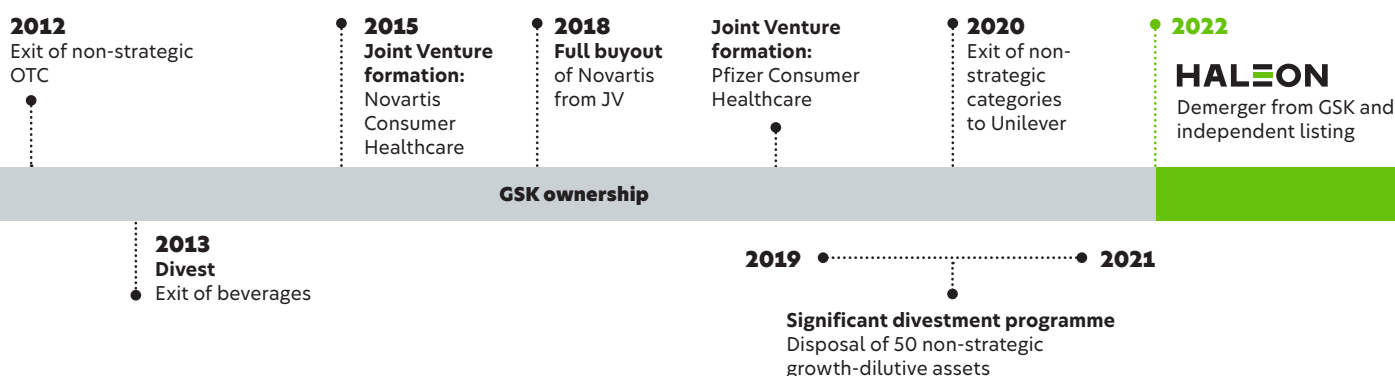 2012
Exit of non-strategic
OTC
2015
Joint Venture
formation:
Novartis
Consumer
Healthcare
2018
Full buyout
of Novartis
from JV
Joint Venture
formation:
Pfizer Consumer
Healthcare
2020
Exit of non-
strategic
categories
to Unilever
2022
HALEON
Demerger from GSK and
independent listing
GSK ownership
2013
Divest
Exit of beverages
2019
2021
Significant divestment programme
Disposal of 50 non-strategic
growth-dilutive assets